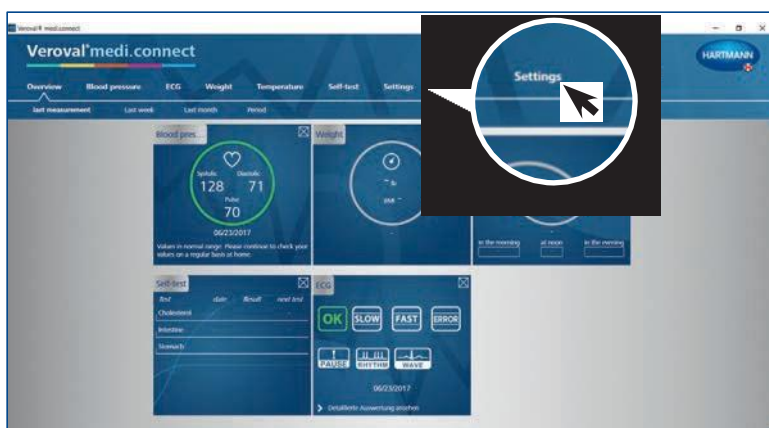 Veroval® medi.connect
Veroval® medi.connect
HARTMANN
Overview Blood pressure ECG Weight Temperature Self-test Settings
last measurement Last week Last month Period
Settings
Blood pres...
Systolic Diastolic
128 71
Pulse
70
06/23/2017
Values in normal range. Please continue to check your
values on a regular basis at home.
Weight
in the morning at noon in the evening
Self-test
Test date Result next test
Cholesterol
Intestine
Stomach
ECG
OK SLOW FAST ERROR
PAUSE RHYTHM WAVE
06/23/2017
Detaillierte Auswertung ansehen